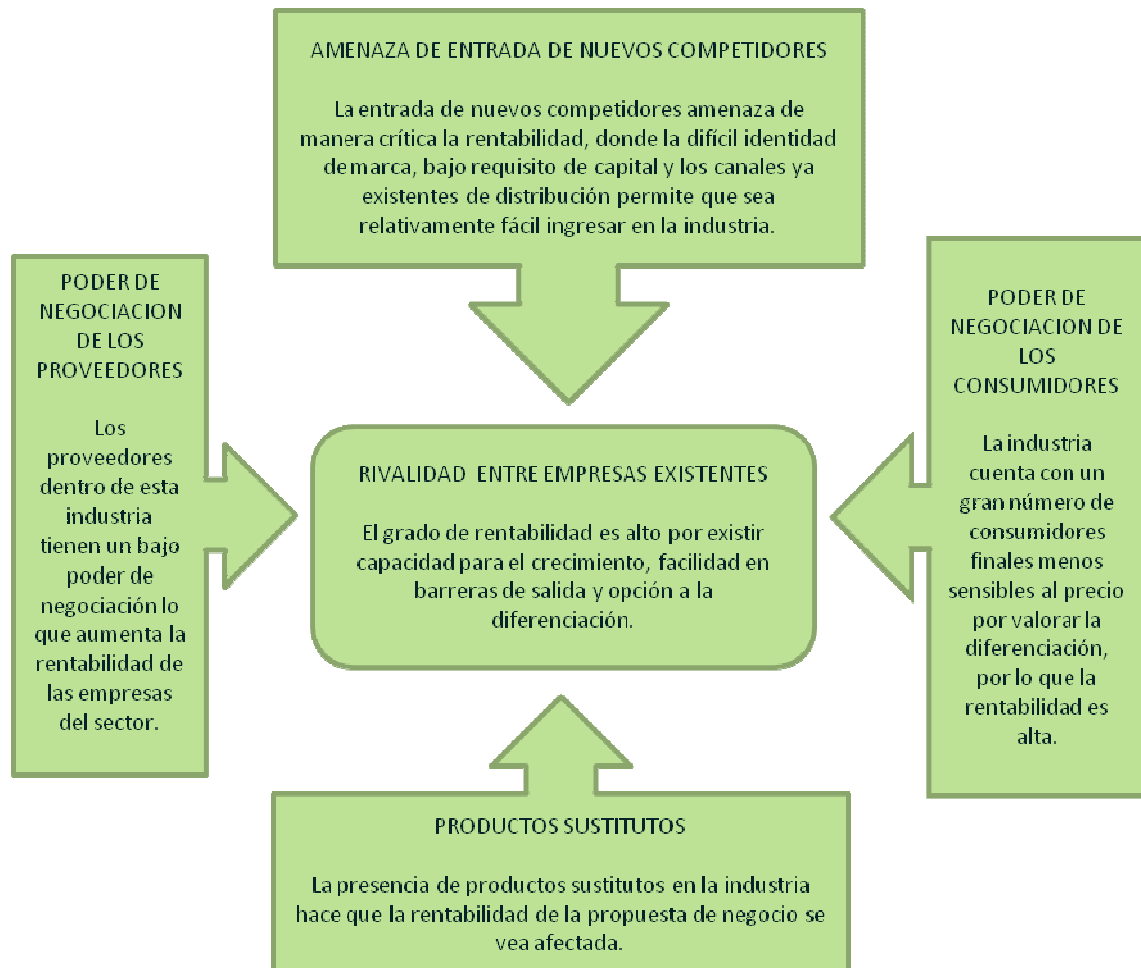 AMENAZA DE ENTRADA DE NUEVOS COMPETIDORES
La entrada de nuevos competidores amenaza de
manera crítica la rentabilidad, donde la difícil identidad
de marca, bajo requisito de capital y los canales ya
existentes de distribución permite que sea
relativamente fácil ingresar en la industria.
PODER DE
NEGOCIACION
DE LOS
PROVEEDORES
Los
proveedores
dentro de esta
industria
tienen un bajo
poder de
negociación lo
que aumenta la
rentabilidad de
las empresas
del sector.
RIVALIDAD ENTRE EMPRESAS EXISTENTES
El grado de rentabilidad es alto por existir
capacidad para el crecimiento, facilidad en
barreras de salida y opción a la
diferenciación.
PODER DE
NEGOCIACION DE
LOS
CONSUMIDORES
La industria
cuenta con un
gran número de
consumidores
finales menos
sensibles al precio
por valorar la
diferenciación,
por lo que la
rentabilidad es
alta.
PRODUCTOS SUSTITUTOS
La presencia de productos sustitutos en la industria
hace que la rentabilidad de la propuesta de negocio se
vea afectada.